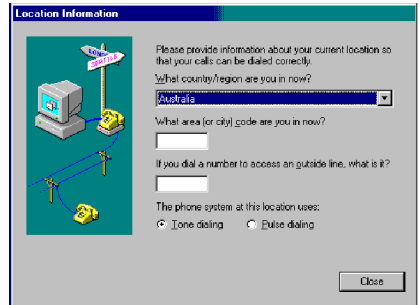 Location Information
Please provide information about your current location so
that your calls can be dialed correctly.
What country/region are you in now?
Australia
What area (or city) code are you in now?
If you dial a number to access an outside line, what is it?
The phone system at this location uses:
Tone dialing Pulse dialing
Close